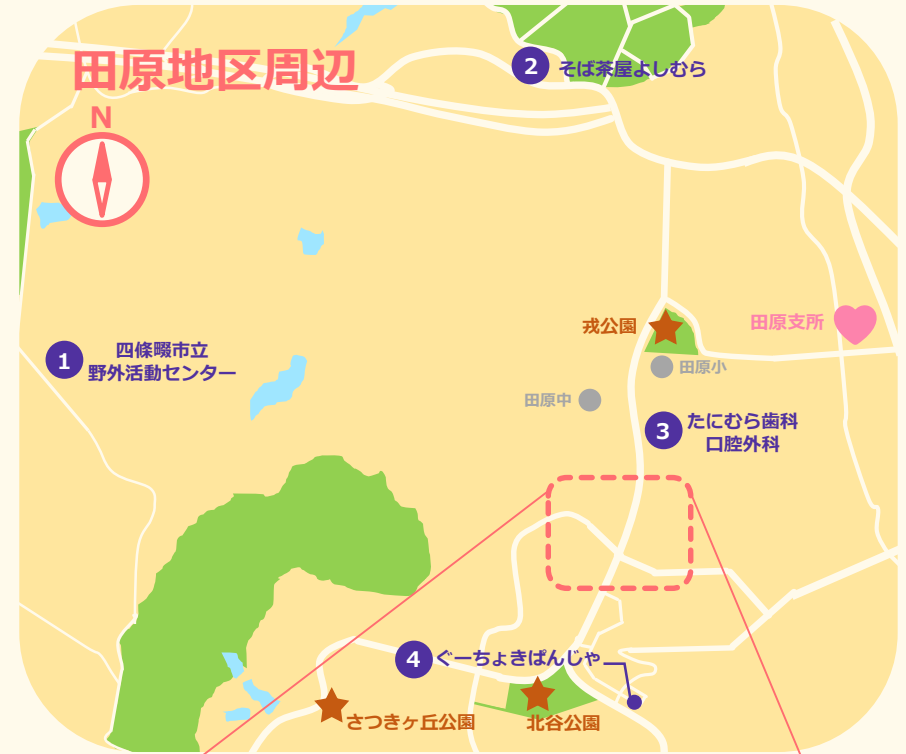 田原地区周辺
N
2 そば茶屋よしむら
戎公園
田原支所
1 四條畷市立
野外活動センター
田原小
田原中
3 たにむら歯科
口腔外科
4 ぐーちょきぱんじゃ
さつきヶ丘公園
北谷公園